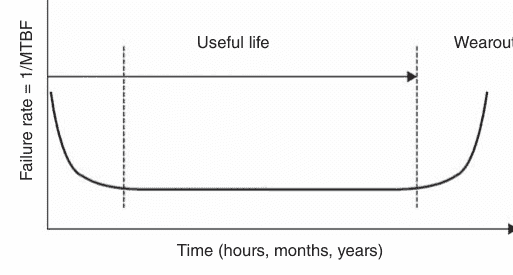 Useful life
Wearout
Failure rate = 1/MTBF
Time (hours, months, years)